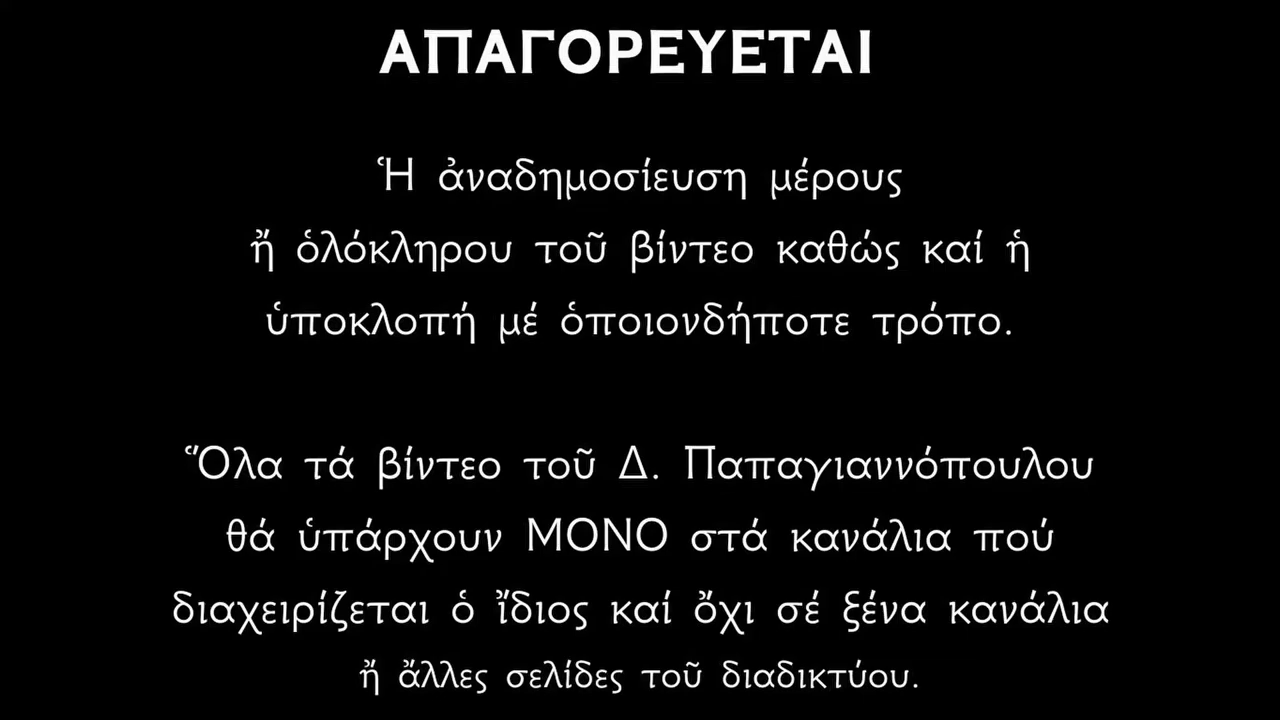 ΑΠΑΓΟΡΕΥΕΤΑΙ
Ἡ ἀναδημοσίευση μέρους
ἤ ὁλόκληρου τοῦ βίντεο καθώς καί ἡ
ὑποκλοπή μέ ὁποιονδήποτε τρόπο.
Ὅλα τά βίντεο τοῦ Δ. Παπαγιαννόπουλου
θά ὑπάρχουν ΜΟΝΟ στά κανάλια πού
διαχειρίζεται ὁ ἴδιος καί ὄχι σέ ξένα κανάλια
ἤ ἄλλες σελίδες τοῦ διαδικτύου.